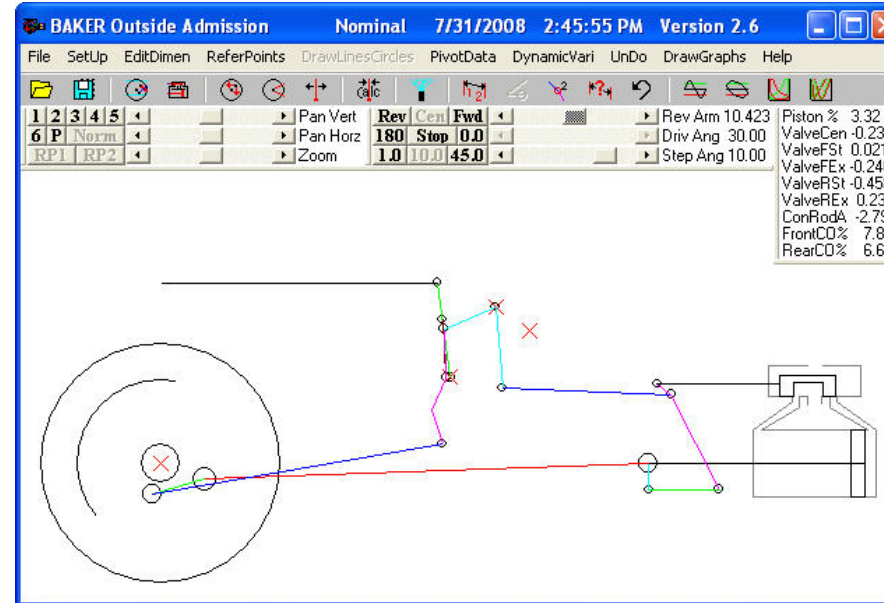 BAKER Outside Admission Nominal 7/31/2008 2:45:55 PM Version 2.6
File SetUp EditDimen ReferPoints DrawLinesCircles PivotData DynamicVari UnDo DrawGraphs Help
calc
1 2 3 4 5 Pan Vert Rev Cen Fwd Rev Arm 10.423 Piston % 3.32
6 P Norm Pan Horz 180 Stop 0.0 Driv Ang 30.00 ValveCen -0.23
RP1 RP2 Zoom 1.0 10.0 45.0 Step Ang 10.00 ValveFSt 0.021
ValveFEx -0.24
ValveRSt -0.45
ValveREx 0.23
ConRodA -2.79
FrontCO% 7.8
RearCO% 6.6